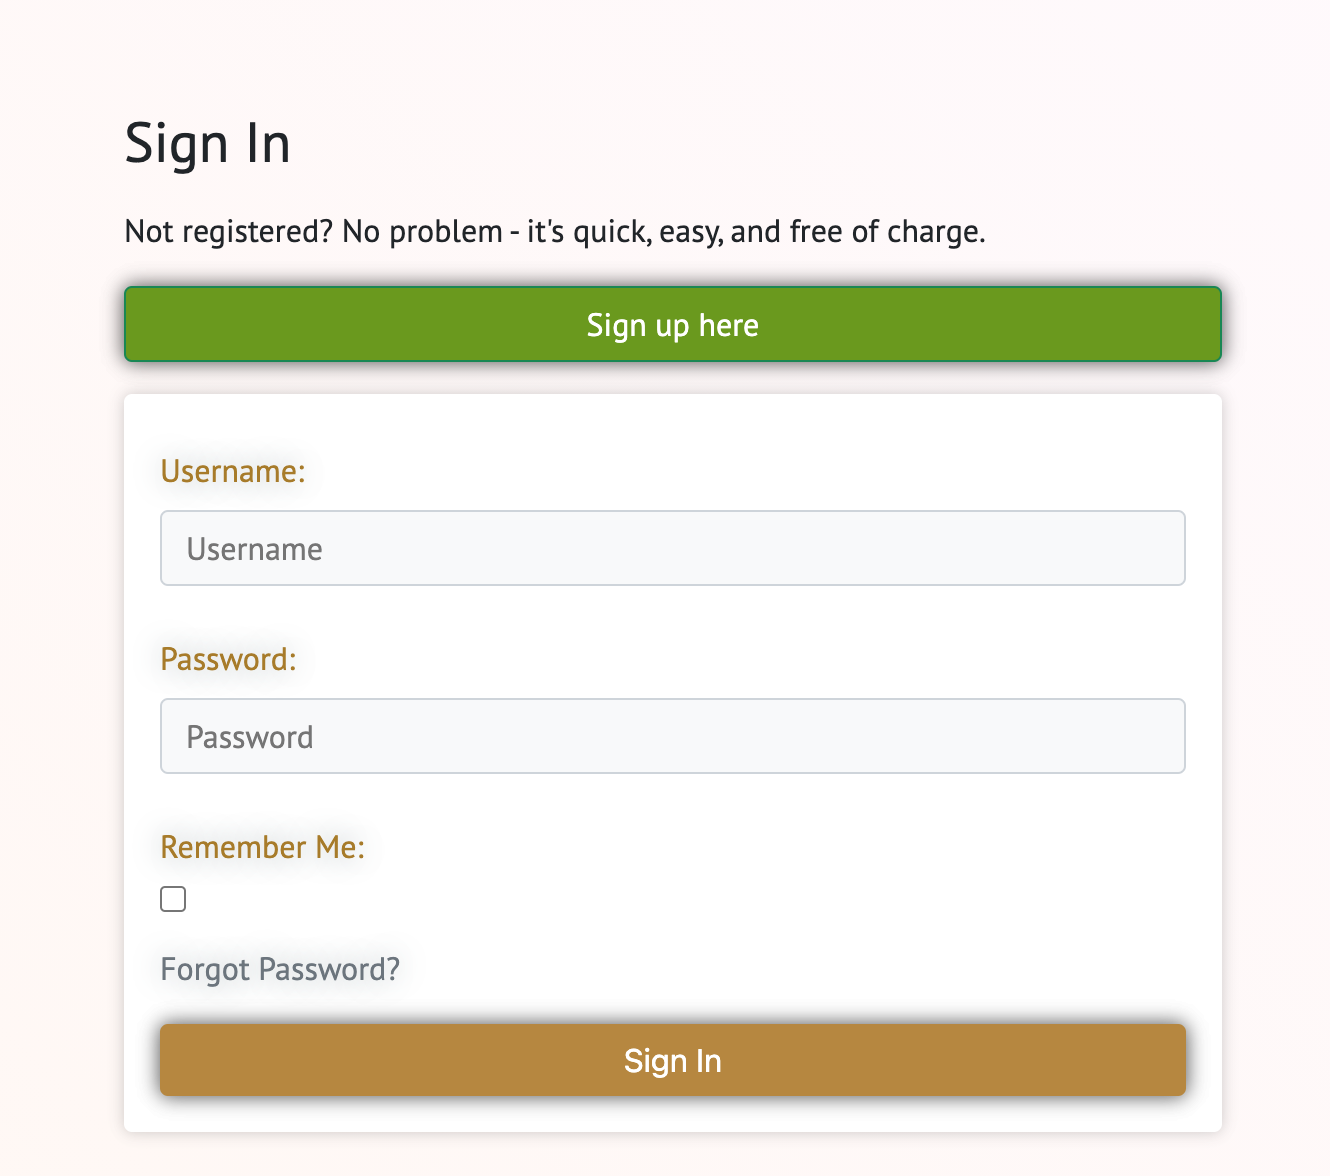 Sign In
Not registered? No problem - it's quick, easy, and free of charge.
Sign up here
Username:
Username
Password:
Password
Remember Me:
Forgot Password?
Sign In